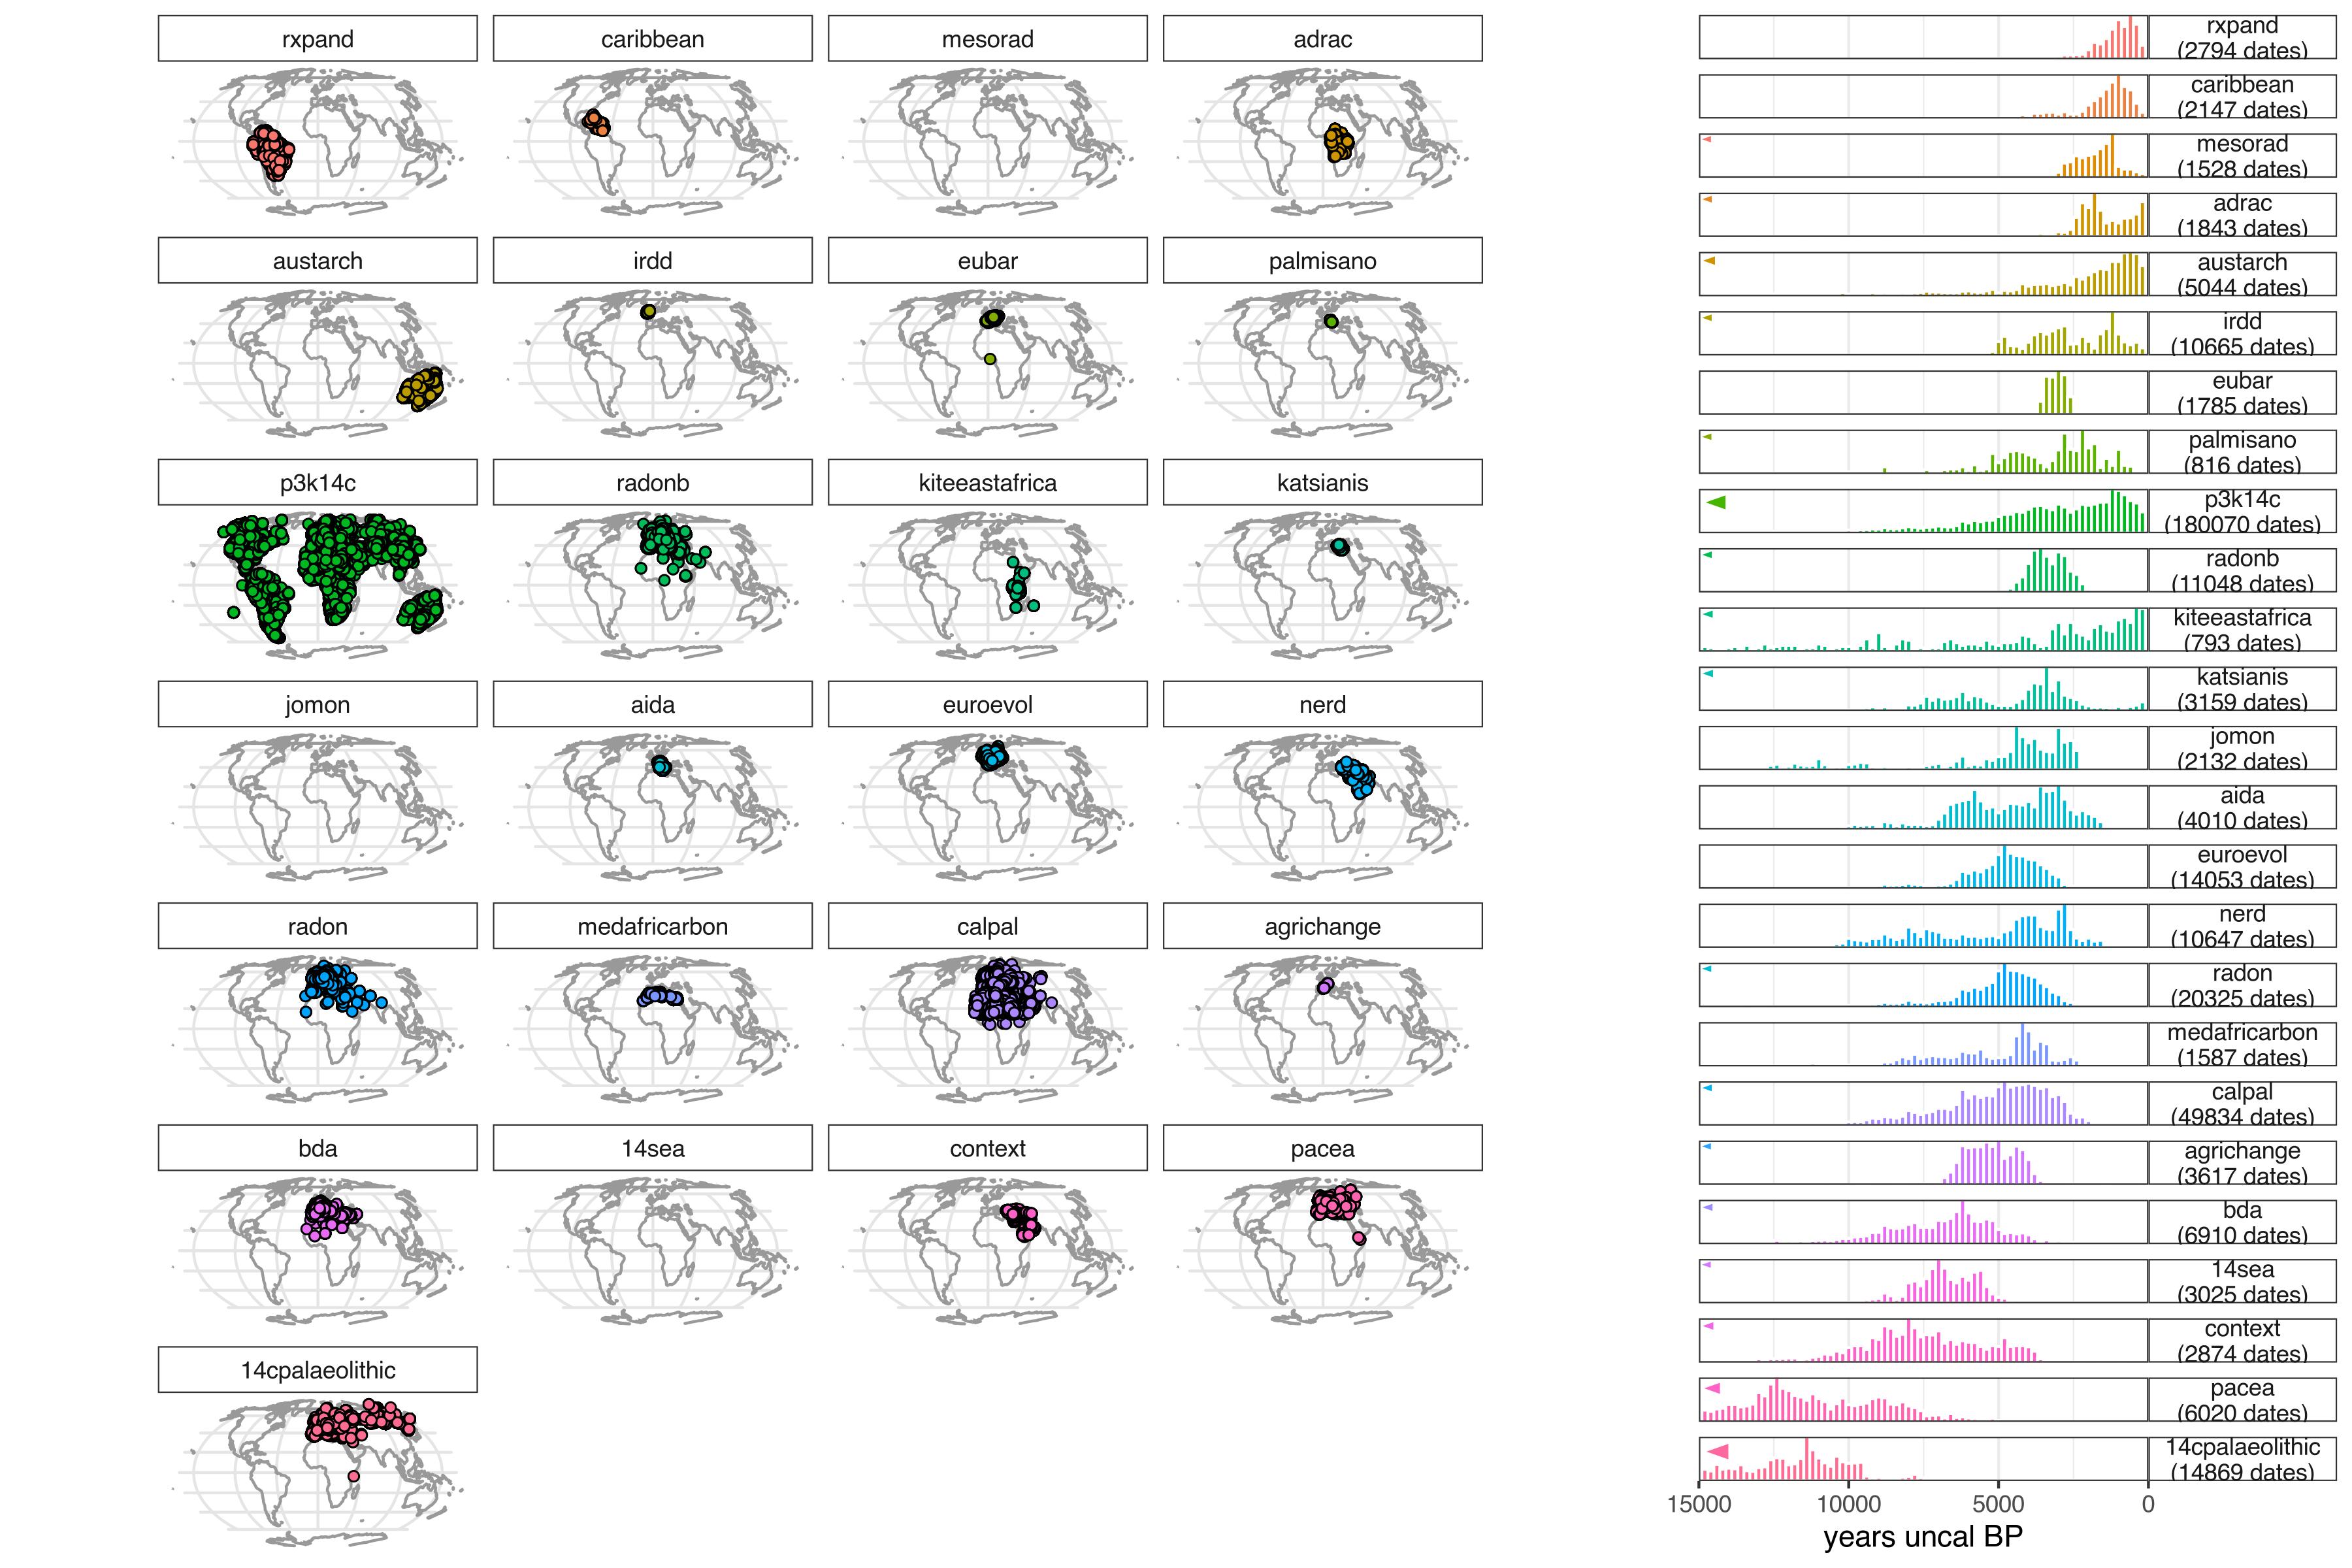 rxpand
caribbean
mesorad
adrac
austarch
irdd
eubar
palmisano
p3k14c
radonb
kiteeastafrica
katsianis
jomon
aida
euroevol
nerd
radon
medafricarbon
calpal
agrichange
bda
14sea
context
pacea
14cpalaeolithic
rxpand
(2794 dates)
caribbean
(2147 dates)
mesorad
(1528 dates)
adrac
(1843 dates)
austarch
(5044 dates)
irdd
(10665 dates)
eubar
(1785 dates)
palmisano
(816 dates)
p3k14c
(180070 dates)
radonb
(11048 dates)
kiteeastafrica
(793 dates)
katsianis
(3159 dates)
jomon
(2132 dates)
aida
(4010 dates)
euroevol
(14053 dates)
nerd
(10647 dates)
radon
(20325 dates)
medafricarbon
(1587 dates)
calpal
(49834 dates)
agrichange
(3617 dates)
bda
(6910 dates)
14sea
(3025 dates)
context
(2874 dates)
pacea
(6020 dates)
14cpalaeolithic
(14869 dates)
15000 10000 5000 0
years uncal BP